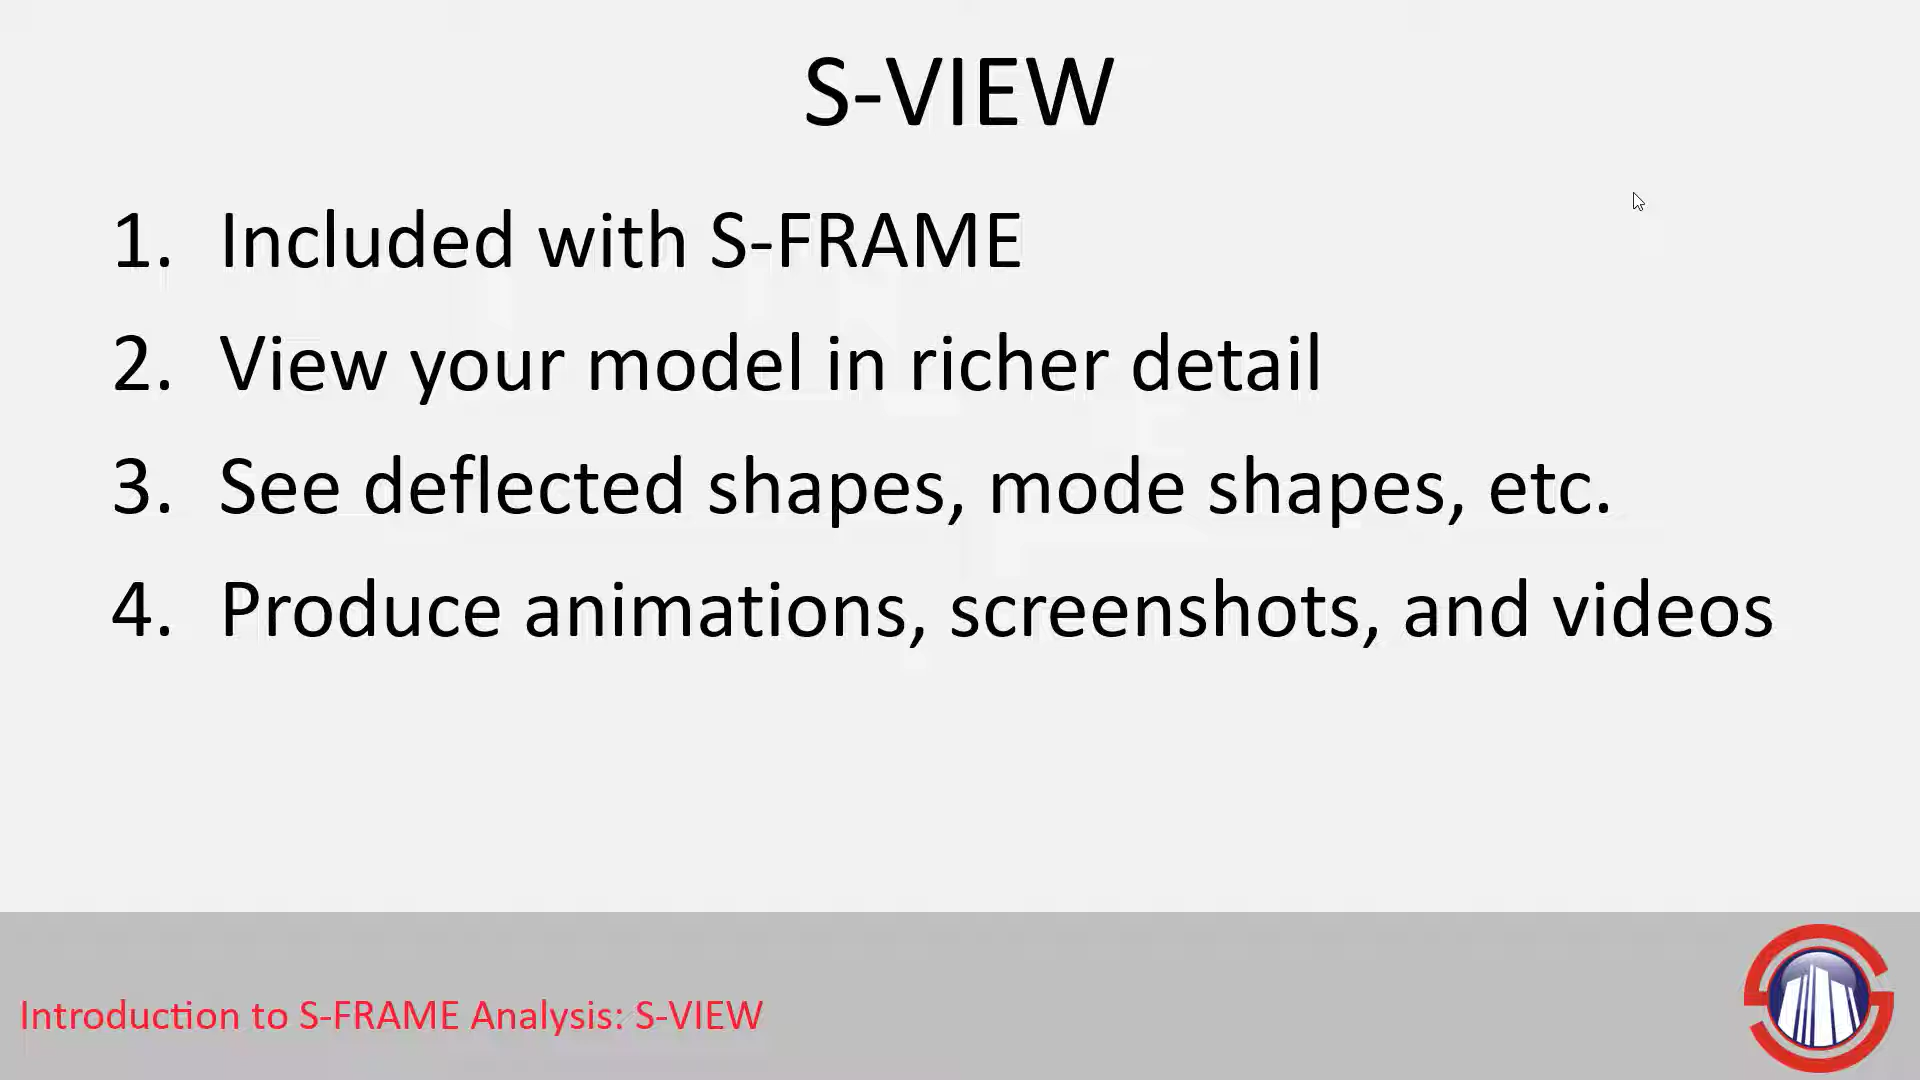 S-VIEW
1. Included with S-FRAME
2. View your model in richer detail
3. See deflected shapes, mode shapes, etc.
4. Produce animations, screenshots, and videos
Introduction to S-FRAME Analysis: S-VIEW